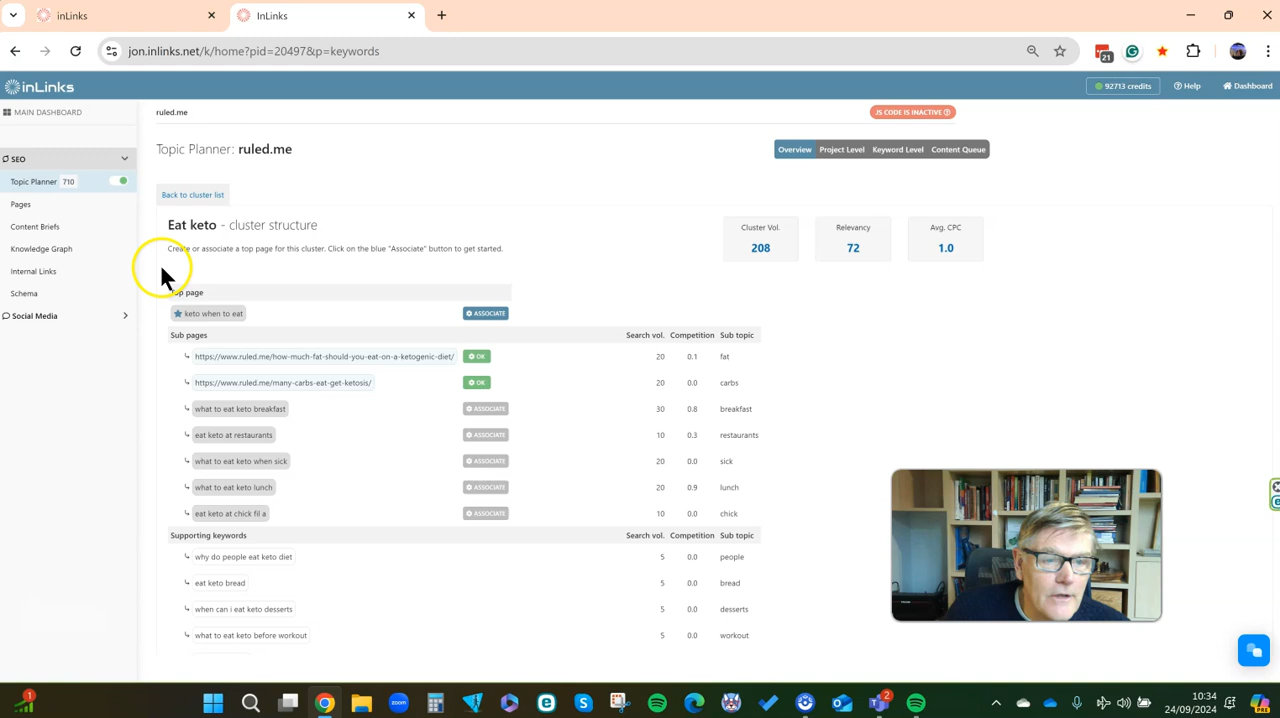 inLinks
InLinks
jon.inlinks.net/k/home?pid=20497&p=keywords
21
inLinks
92713 credits
Help
Dashboard
MAIN DASHBOARD
ruled.me
JS CODE IS INACTIVE
SEO
Topic Planner: ruled.me
Overview
Project Level
Keyword Level
Content Queue
Topic Planner 710
Pages
Content Briefs
Knowledge Graph
Internal Links
Schema
Social Media
Back to cluster list
Eat keto - cluster structure
Create or associate a top page for this cluster. Click on the blue "Associate" button to get started.
Cluster Vol.
208
Relevancy
72
Avg. CPC
1.0
Top page
keto when to eat ASSOCIATE
Sub pages Search vol. Competition Sub topic
https://www.ruled.me/how-much-fat-should-you-eat-on-a-ketogenic-diet/ OK 20 0.1 fat
https://www.ruled.me/many-carbs-eat-get-ketosis/ OK 20 0.0 carbs
what to eat keto breakfast ASSOCIATE 30 0.8 breakfast
eat keto at restaurants ASSOCIATE 10 0.3 restaurants
what to eat keto when sick ASSOCIATE 20 0.0 sick
what to eat keto lunch ASSOCIATE 20 0.9 lunch
eat keto at chick fil a ASSOCIATE 10 0.0 chick
Supporting keywords Search vol. Competition Sub topic
why do people eat keto diet 5 0.0 people
eat keto bread 5 0.0 bread
when can i eat keto desserts 5 0.0 desserts
what to eat keto before workout 5 0.0 workout
1
2
10:34
24/09/2024
PRE